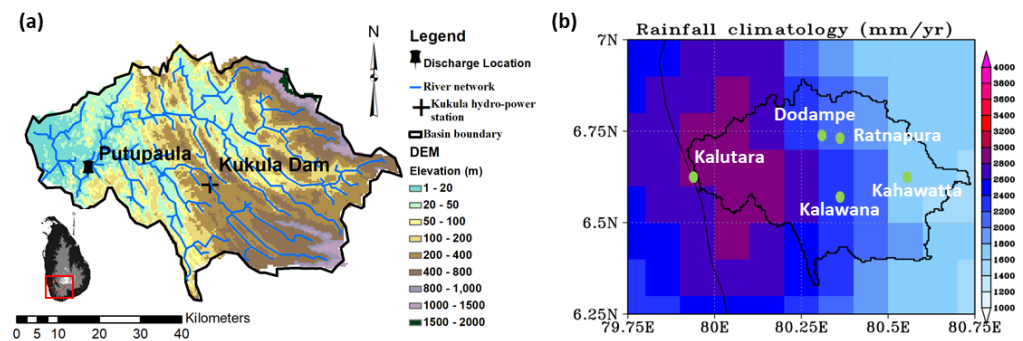 (a)
N
Legend
Discharge Location
River network
Kukula hydro-power
station
Basin boundary
DEM
Elevation (m)
1 - 20
20 - 50
50 - 100
100 - 200
200 - 400
400 - 800
800 - 1,000
1000 - 1500
1500 - 2000
Putupaula
Kukula Dam
0 5 10 20 30 40
Kilometers
(b)
Rainfall climatology (mm/yr)
7N
6.75N
6.5N
6.25N
79.75E 80E 80.25E 80.5E 80.75E
Dodampe
Ratnapura
Kalutara
Kahawatta
Kalawana
4000
3800
3600
3400
3200
3000
2800
2600
2400
2200
2000
1800
1600
1400
1200
1000